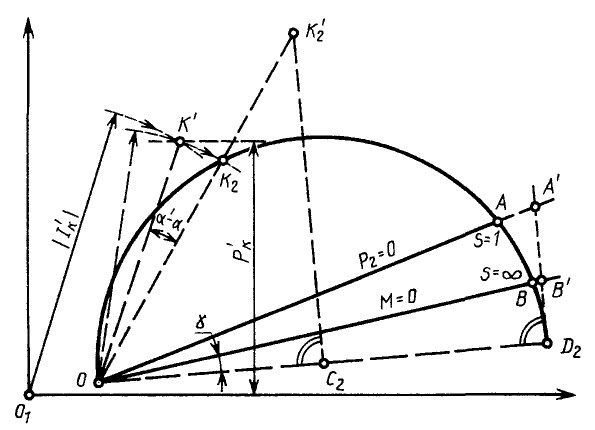 K₂'
K'
K₂
|I'ₖ|
α'-α
P'ₖ
A
A'
S=1
P₂=0
S=∞
B
B'
M=0
γ
D₂
O
C₂
O₁